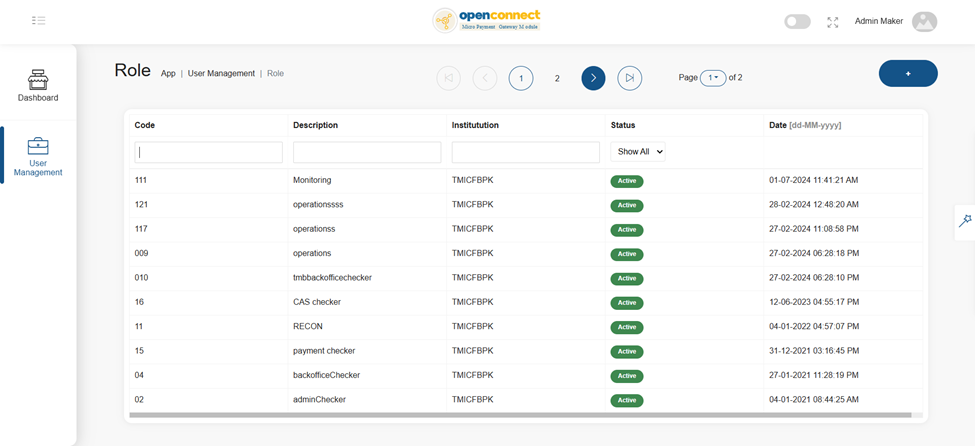 openconnect
Micro Payment Gateway Module
Admin Maker
Dashboard
User
Management
Role App | User Management | Role
1 2 Page 1 of 2 +
Code Description Institutution Status Date [dd-MM-yyyy]
Show All
111 Monitoring TMICFBPK Active 01-07-2024 11:41:21 AM
121 operationssss TMICFBPK Active 28-02-2024 12:48:20 AM
117 operationss TMICFBPK Active 27-02-2024 11:08:58 PM
009 operations TMICFBPK Active 27-02-2024 06:28:18 PM
010 tmbbackofficechecker TMICFBPK Active 27-02-2024 06:28:10 PM
16 CAS checker TMICFBPK Active 12-06-2023 04:55:17 PM
11 RECON TMICFBPK Active 04-01-2022 04:57:07 PM
15 payment checker TMICFBPK Active 31-12-2021 03:16:45 PM
04 backofficeChecker TMICFBPK Active 27-01-2021 11:28:19 PM
02 adminChecker TMICFBPK Active 04-01-2021 08:44:25 AM